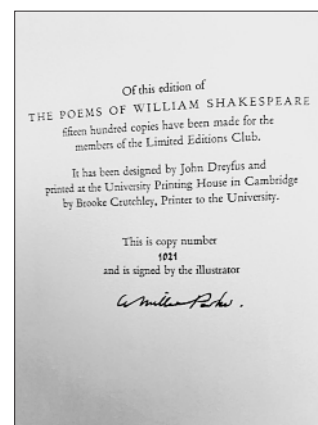 Of this edition of
THE POEMS OF WILLIAM SHAKESPEARE
fifteen hundred copies have been made for the
members of the Limited Editions Club.
It has been designed by John Dreyfus and
printed at the University Printing House in Cambridge
by Brooke Crutchley, Printer to the University.
This is copy number
1021
and is signed by the illustrator
A Miller Parker.